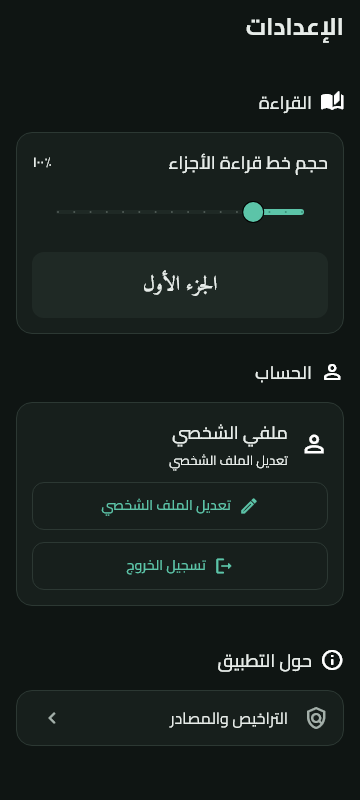 الإعدادات
القراءة
حجم خط قراءة الأجزاء
١٠٠٪
الجزء الأول
الحساب
ملفي الشخصي
تعديل الملف الشخصي
تعديل الملف الشخصي
تسجيل الخروج
حول التطبيق
التراخيص والمصادر